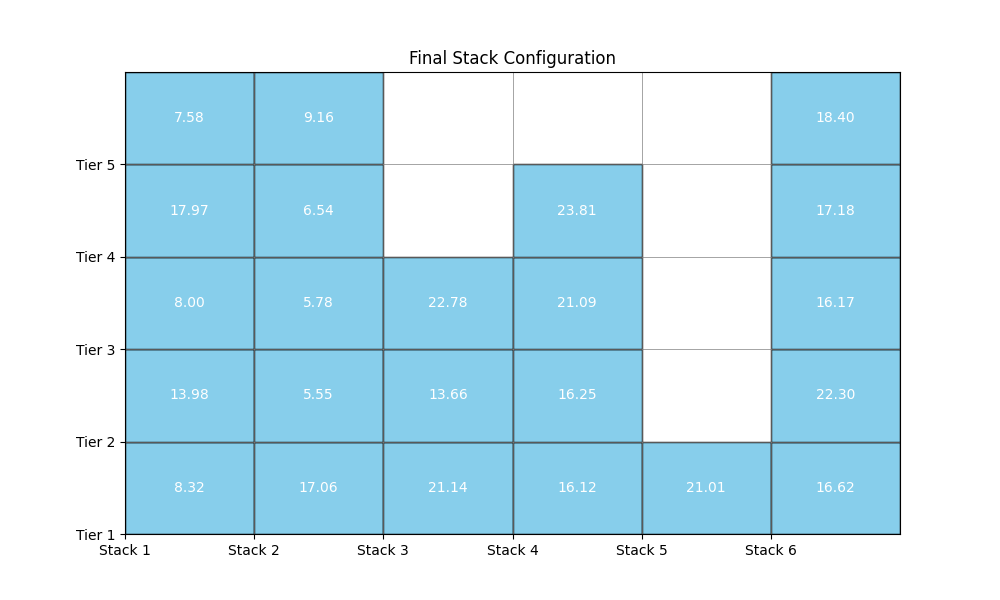 Final Stack Configuration
7.58 9.16 18.40
Tier 5
17.97 6.54 23.81 17.18
Tier 4
8.00 5.78 22.78 21.09 16.17
Tier 3
13.98 5.55 13.66 16.25 22.30
Tier 2
8.32 17.06 21.14 16.12 21.01 16.62
Tier 1
Stack 1 Stack 2 Stack 3 Stack 4 Stack 5 Stack 6